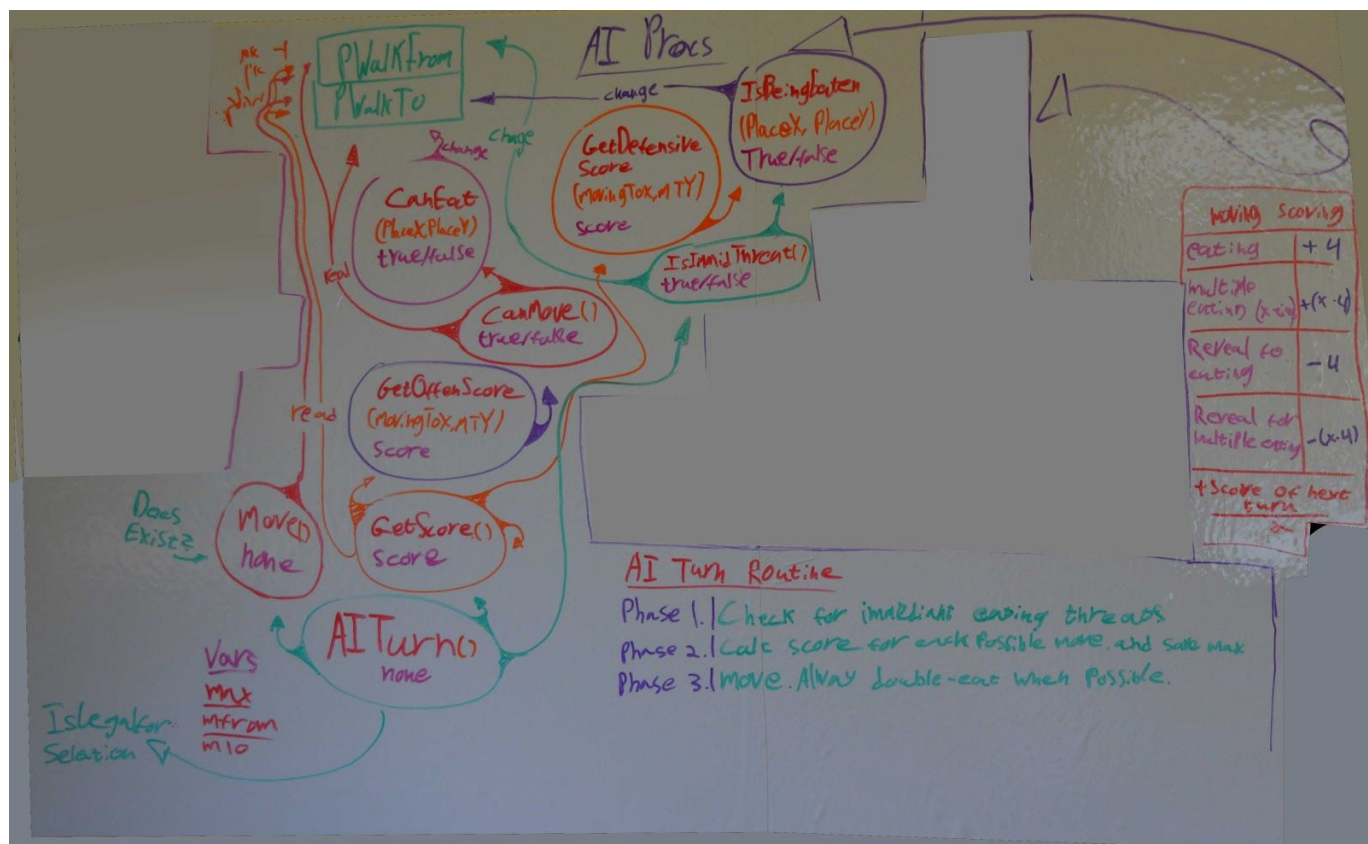 AI Procs
PWalkFrom
PWalkTo
change
change
IsBeingEaten
(PlaceX, PlaceY)
True/false
GetDefensive
Score
(MovingToX, MTY)
score
CanEat
(PlaceX, PlaceY)
true/false
IsImmidThreat()
true/false
read
CanMove()
true/false
GetOffenScore
(MovingToX, MTY)
Score
read
Does
Exist?
Move()
none
GetScore()
score
AITurn()
none
Vars
max
mfrom
mTo
IsLegalfor
Selection
moving scoring
eating +4
multiple
eating +(x·4)
Reveal to
eating -4
Reveal for
multiple eating -(x·4)
+ score of next
turn
AI Turn Routine
Phase 1. Check for eating threats
Phase 2. Calc score for each Possible move, and save max
Phase 3. move. Alway double-eat when Possible.